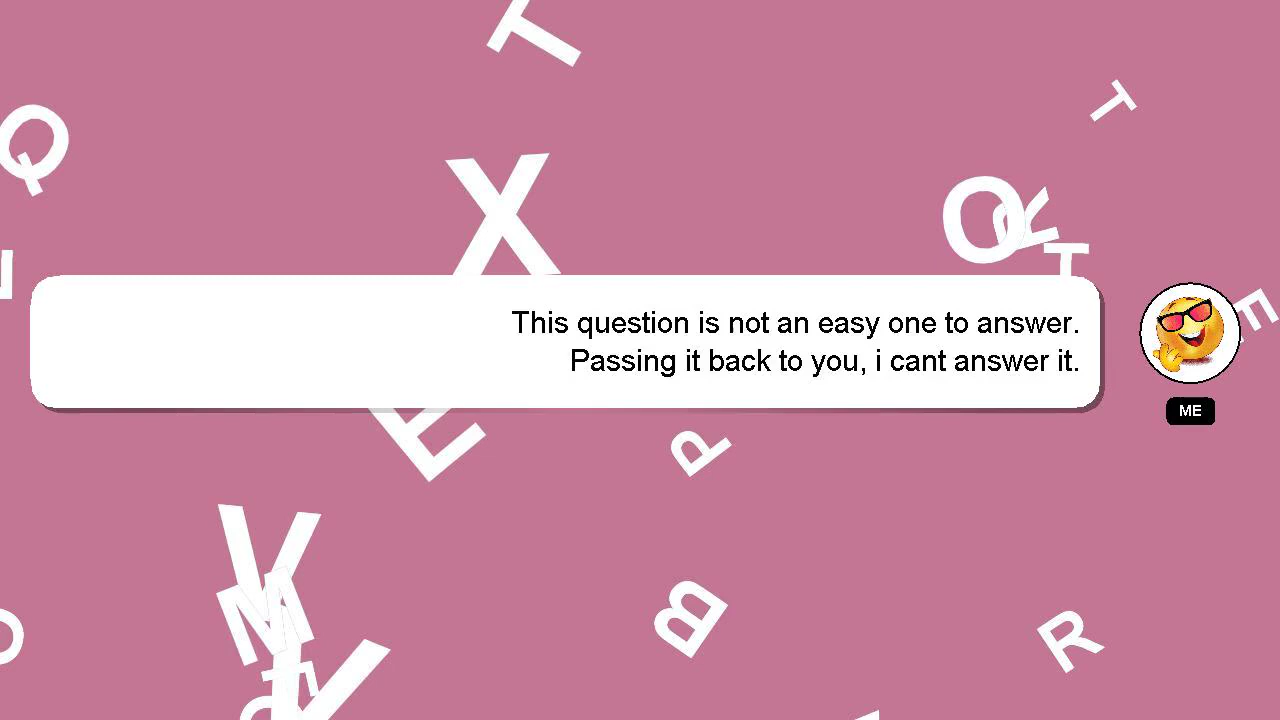 T
T
Q
X
O
R
T
E
This question is not an easy one to answer.
Passing it back to you, i cant answer it.
ME
E
P
V
M
B
R
V